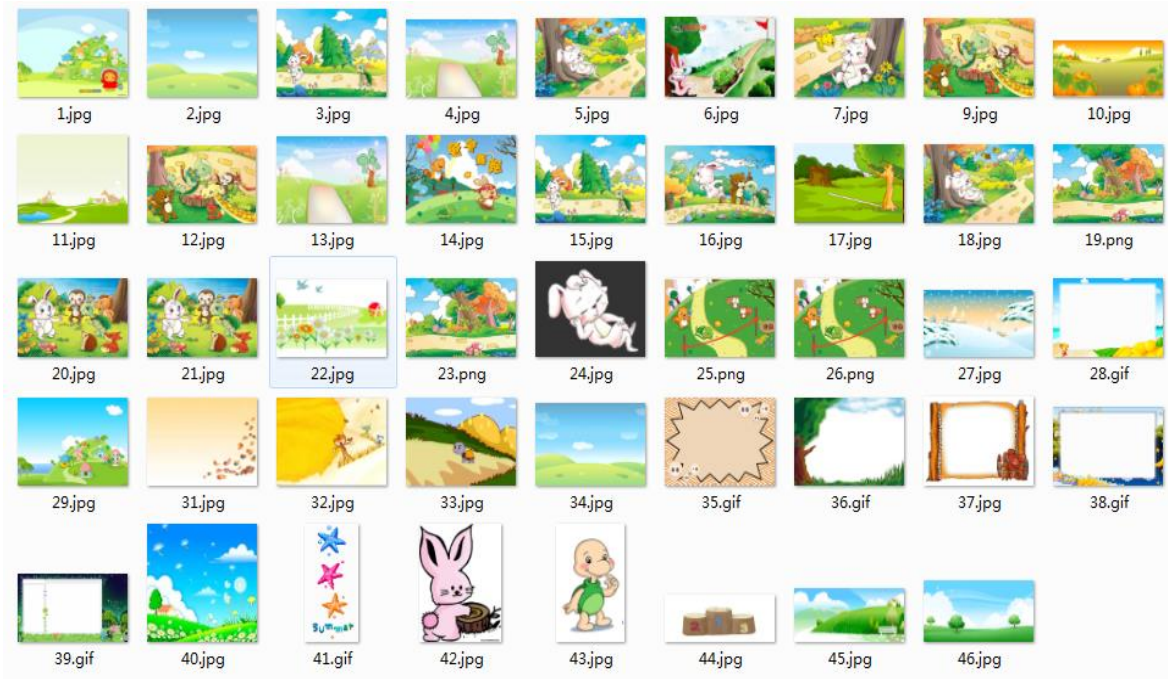 1.jpg 2.jpg 3.jpg 4.jpg 5.jpg 6.jpg 7.jpg 9.jpg 10.jpg
11.jpg 12.jpg 13.jpg 14.jpg 15.jpg 16.jpg 17.jpg 18.jpg 19.png
20.jpg 21.jpg 22.jpg 23.png 24.jpg 25.png 26.png 27.jpg 28.gif
29.jpg 31.jpg 32.jpg 33.jpg 34.jpg 35.gif 36.gif 37.jpg 38.gif
summer
39.gif 40.jpg 41.gif 42.jpg 43.jpg 44.jpg 45.jpg 46.jpg